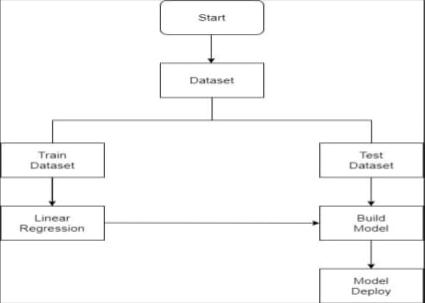 Start
Dataset
Train
Dataset
Test
Dataset
Linear
Regression
Build
Model
Model
Deploy